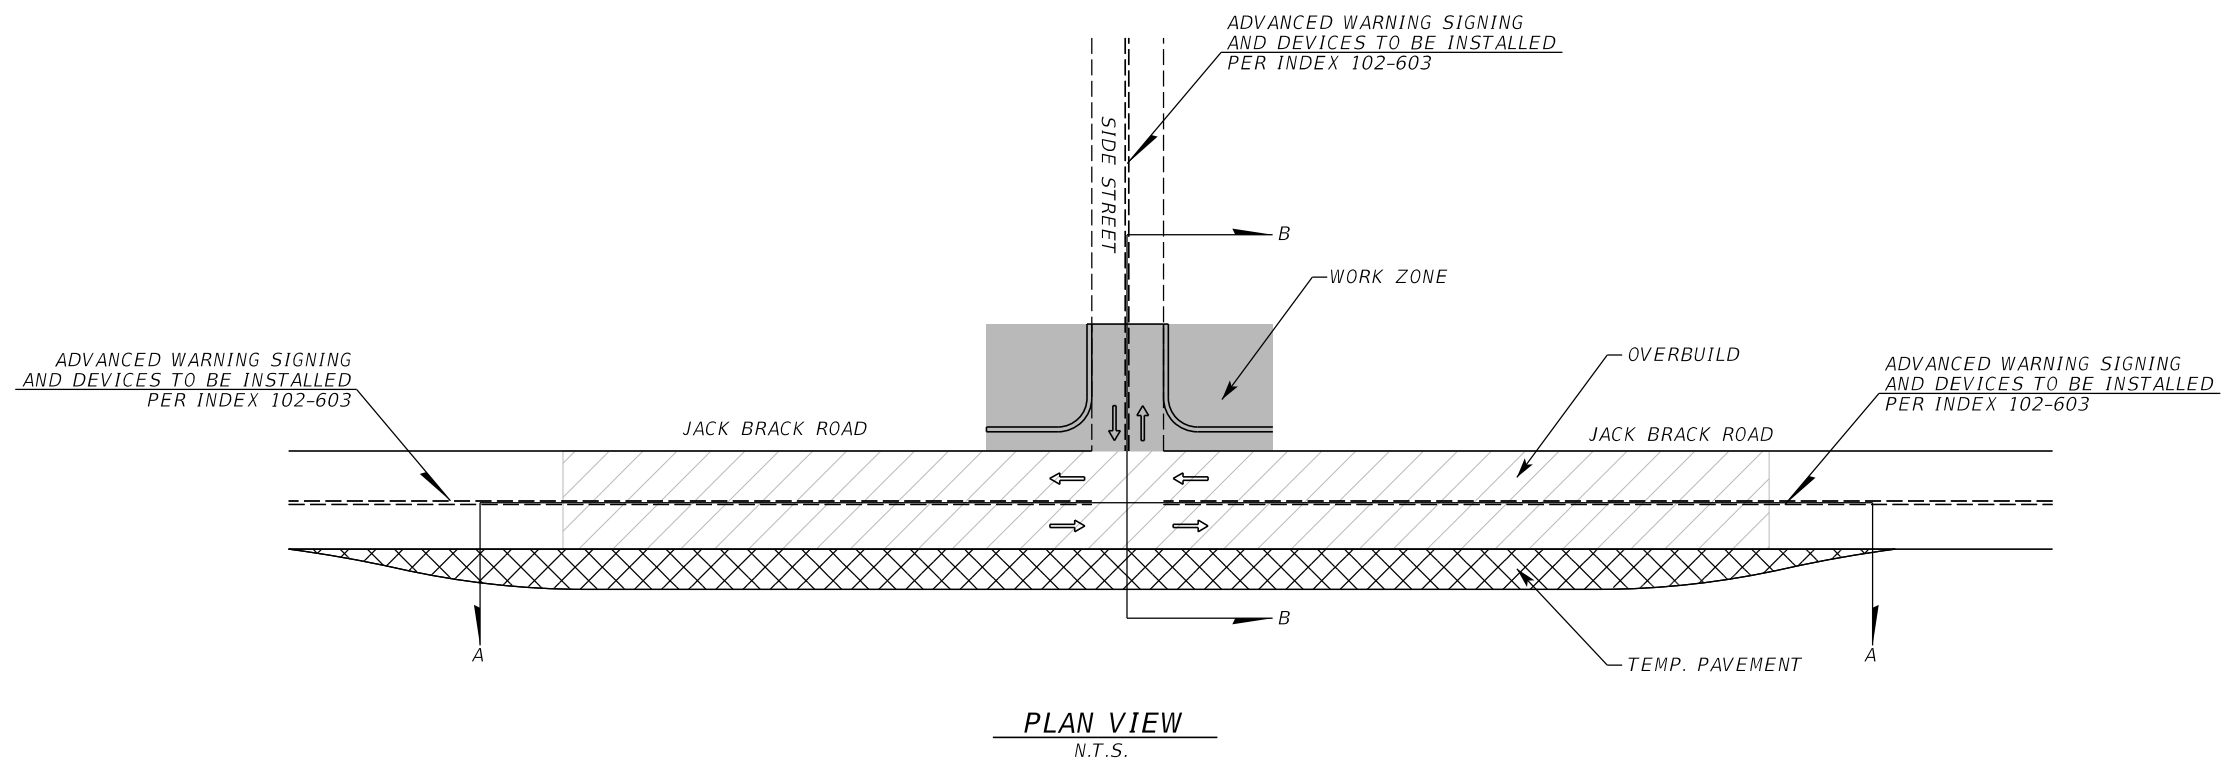 ADVANCED WARNING SIGNING
AND DEVICES TO BE INSTALLED
PER INDEX 102-603
SIDE STREET
B
WORK ZONE
ADVANCED WARNING SIGNING
AND DEVICES TO BE INSTALLED
PER INDEX 102-603
OVERBUILD
ADVANCED WARNING SIGNING
AND DEVICES TO BE INSTALLED
PER INDEX 102-603
JACK BRACK ROAD
JACK BRACK ROAD
B
A
A
TEMP. PAVEMENT
PLAN VIEW
N.T.S.